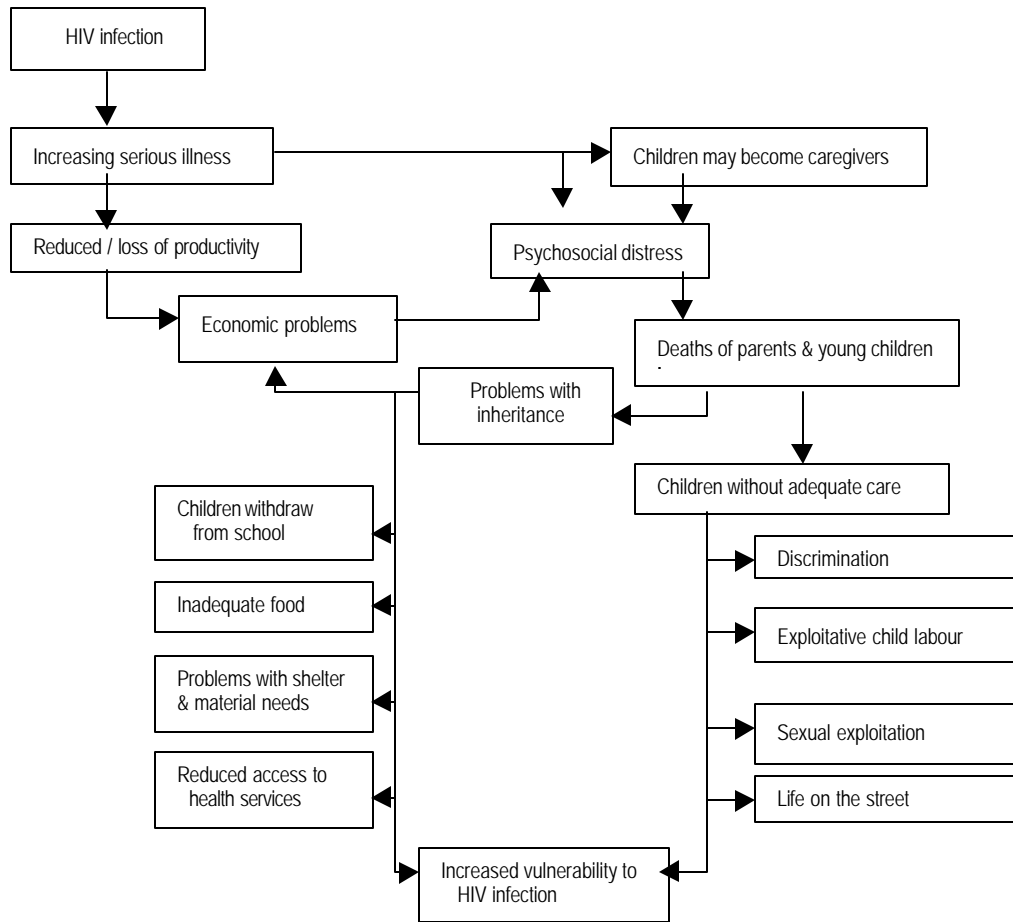 HIV infection
Increasing serious illness
Children may become caregivers
Reduced / loss of productivity
Psychosocial distress
Economic problems
Deaths of parents & young children
.
Problems with
inheritance
Children without adequate care
Children withdraw
from school
Discrimination
Inadequate food
Exploitative child labour
Problems with shelter
& material needs
Sexual exploitation
Reduced access to
health services
Life on the street
Increased vulnerability to
HIV infection